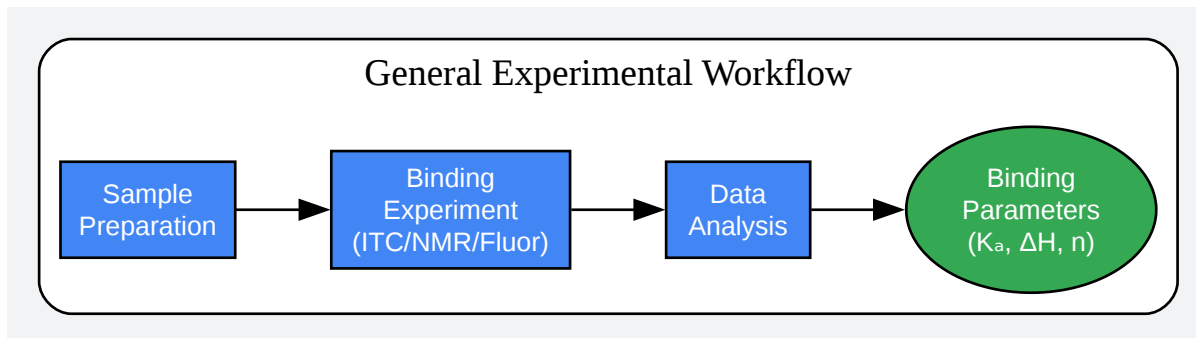 General Experimental Workflow
Sample
Preparation
Binding
Experiment
(ITC/NMR/Fluor)
Data
Analysis
Binding
Parameters
(Kₐ, ΔH, n)